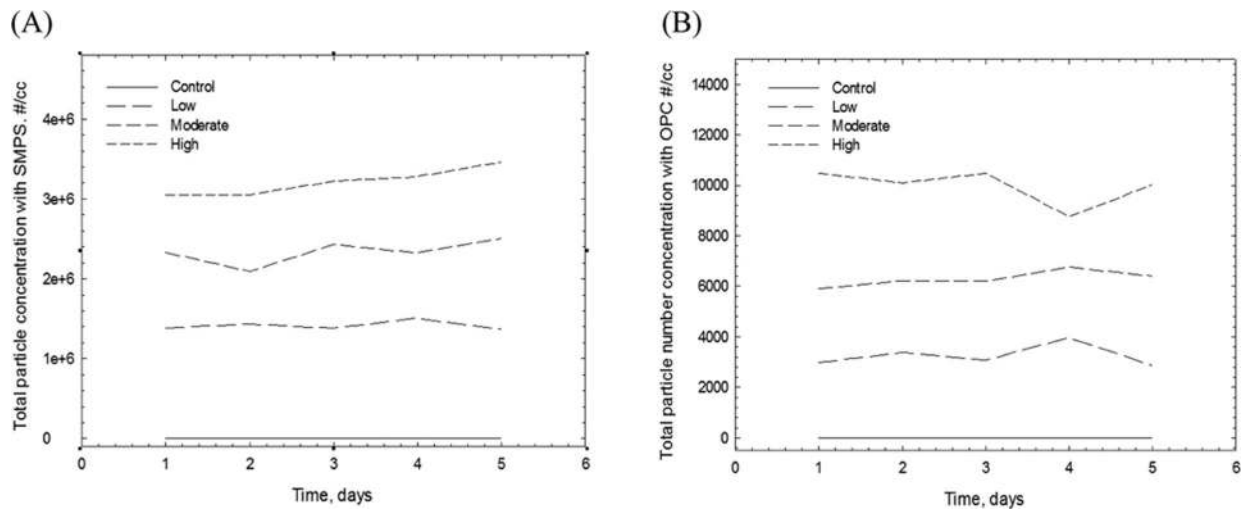 (A)
Total particle concentration with SMPS. #/cc
4e+6
3e+6
2e+6
1e+6
0
Control
Low
Moderate
High
0 1 2 3 4 5 6
Time, days
(B)
Total particle number concentration with OPC #/cc
14000
12000
10000
8000
6000
4000
2000
0
Control
Low
Moderate
High
0 1 2 3 4 5 6
Time, days